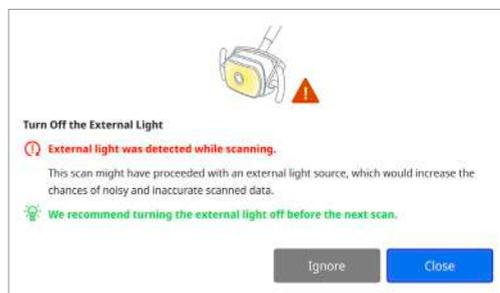 Turn Off the External Light
External light was detected while scanning.
This scan might have proceeded with an external light source, which would increase the
chances of noisy and inaccurate scanned data.
We recommend turning the external light off before the next scan.
Ignore
Close